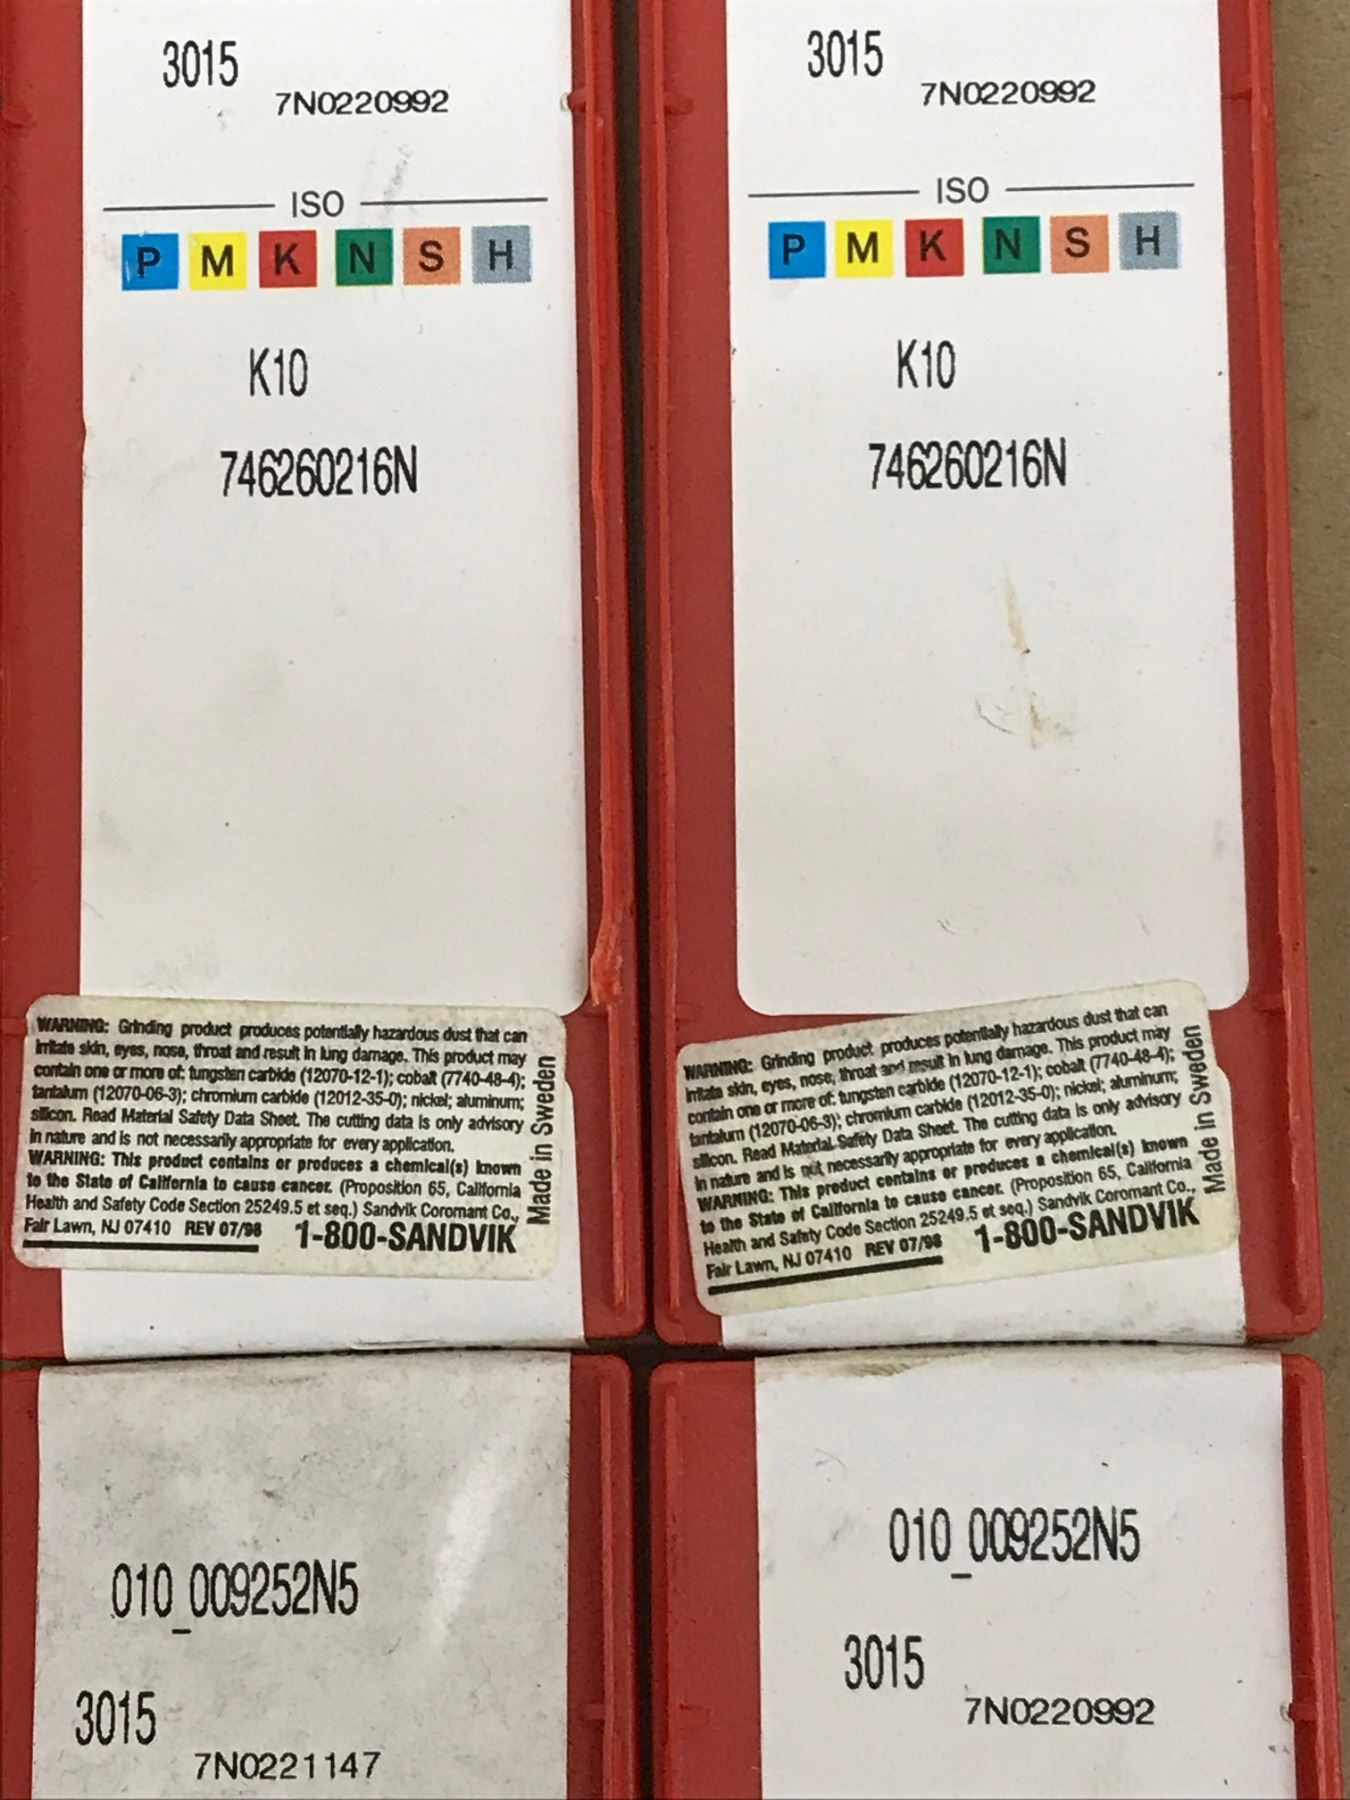 3015
7N0220992
ISO
P M K N S H
K10
746260216N
WARNING: Grinding product produces potentially hazardous dust that can
irritate skin, eyes, nose, throat and result in lung damage. This product may
contain one or more of: tungsten carbide (12070-12-1); cobalt (7740-48-4);
tantalum (12070-06-3); chromium carbide (12012-35-0); nickel; aluminum;
silicon. Read Material Safety Data Sheet. The cutting data is only advisory
in nature and is not necessarily appropriate for every application.
WARNING: This product contains or produces a chemical(s) known
to the State of California to cause cancer. (Proposition 65, California
Health and Safety Code Section 25249.5 et seq.) Sandvik Coromant Co.,
Fair Lawn, NJ 07410 REV 07/98 1-800-SANDVIK
Made in Sweden
3015
7N0220992
ISO
P M K N S H
K10
746260216N
WARNING: Grinding product produces potentially hazardous dust that can
irritate skin, eyes, nose, throat and result in lung damage. This product may
contain one or more of: tungsten carbide (12070-12-1); cobalt (7740-48-4);
tantalum (12070-06-3); chromium carbide (12012-35-0); nickel; aluminum;
silicon. Read Material Safety Data Sheet. The cutting data is only advisory
in nature and is not necessarily appropriate for every application.
WARNING: This product contains or produces a chemical(s) known
to the State of California to cause cancer. (Proposition 65, California
Health and Safety Code Section 25249.5 et seq.) Sandvik Coromant Co.,
Fair Lawn, NJ 07410 REV 07/98 1-800-SANDVIK
Made in Sweden
010_009252N5
3015
7N0221147
010_009252N5
3015
7N0220992